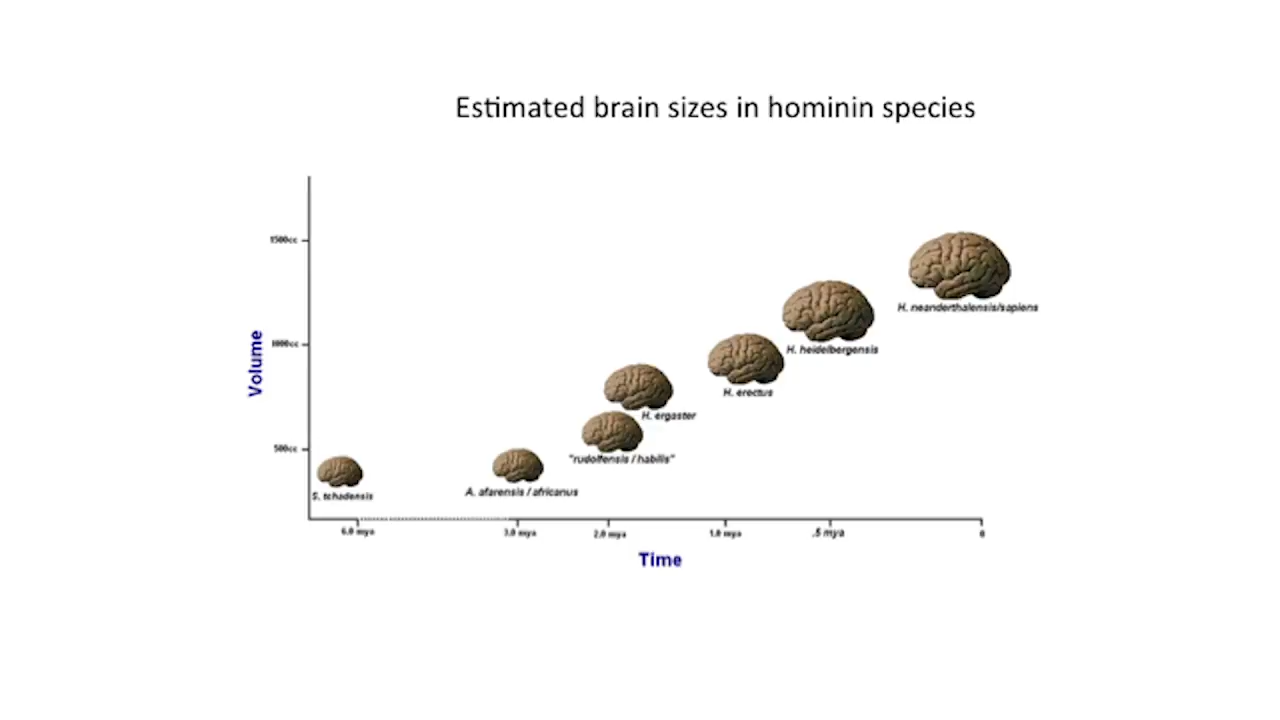 Estimated brain sizes in hominin species
1500cc
1000cc
500cc
Volume
H. neanderthalensis/sapiens
H. heidelbergensis
H. erectus
H. ergaster
"rudolfensis / habilis"
A. afarensis / africanus
S. tchadensis
6.0 mya
3.0 mya
2.0 mya
1.0 mya
.5 mya
0
Time